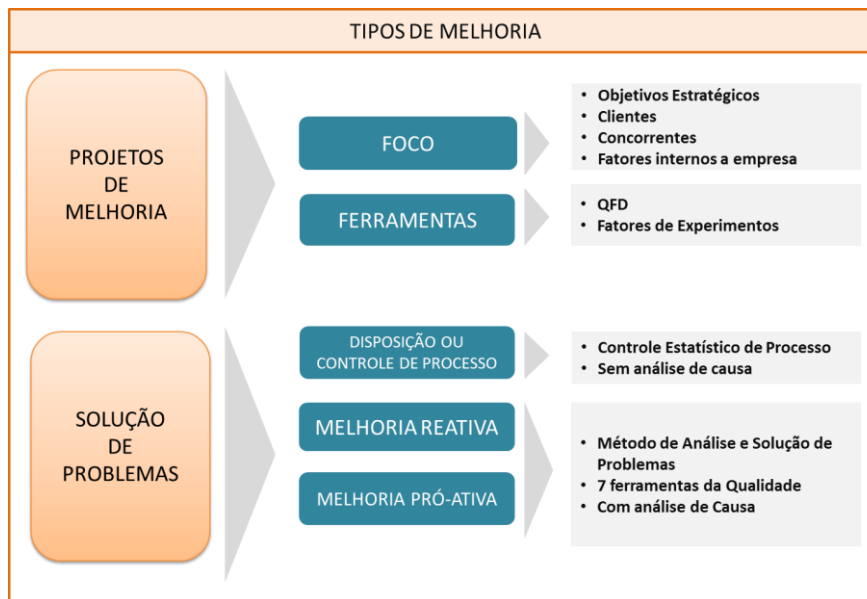 TIPOS DE MELHORIA
PROJETOS
DE
MELHORIA
FOCO
• Objetivos Estratégicos
• Clientes
• Concorrentes
• Fatores internos a empresa
FERRAMENTAS
• QFD
• Fatores de Experimentos
SOLUÇÃO
DE
PROBLEMAS
DISPOSIÇÃO OU
CONTROLE DE PROCESSO
• Controle Estatístico de Processo
• Sem análise de causa
MELHORIA REATIVA
MELHORIA PRÓ-ATIVA
• Método de Análise e Solução de
Problemas
• 7 ferramentas da Qualidade
• Com análise de Causa